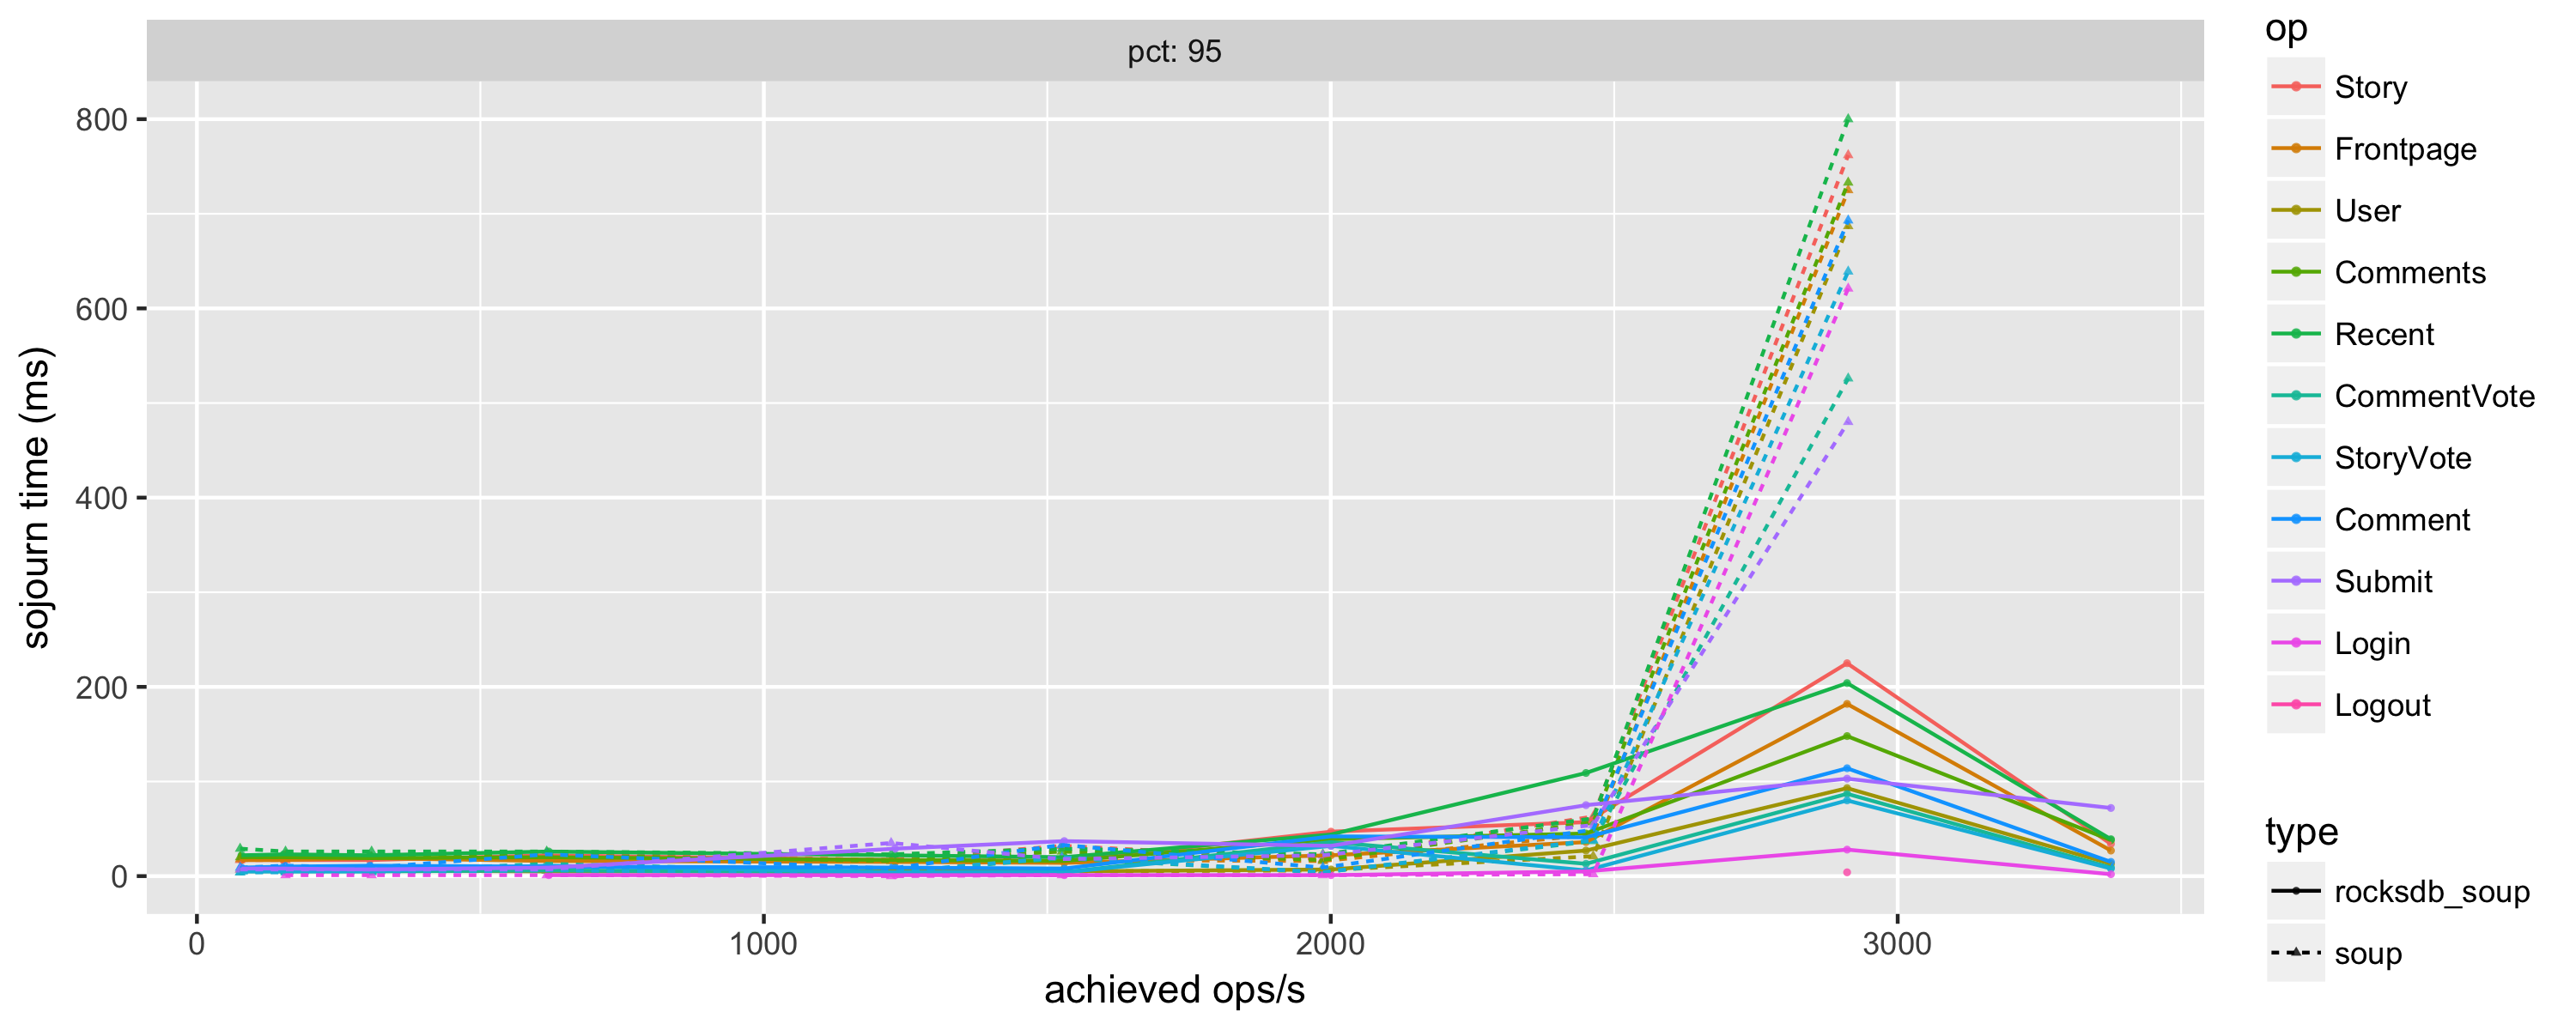 pct: 95
800
600
400
200
0
sojourn time (ms)
0
1000
2000
3000
achieved ops/s
op
Story
Frontpage
User
Comments
Recent
CommentVote
StoryVote
Comment
Submit
Login
Logout
type
rocksdb_soup
soup